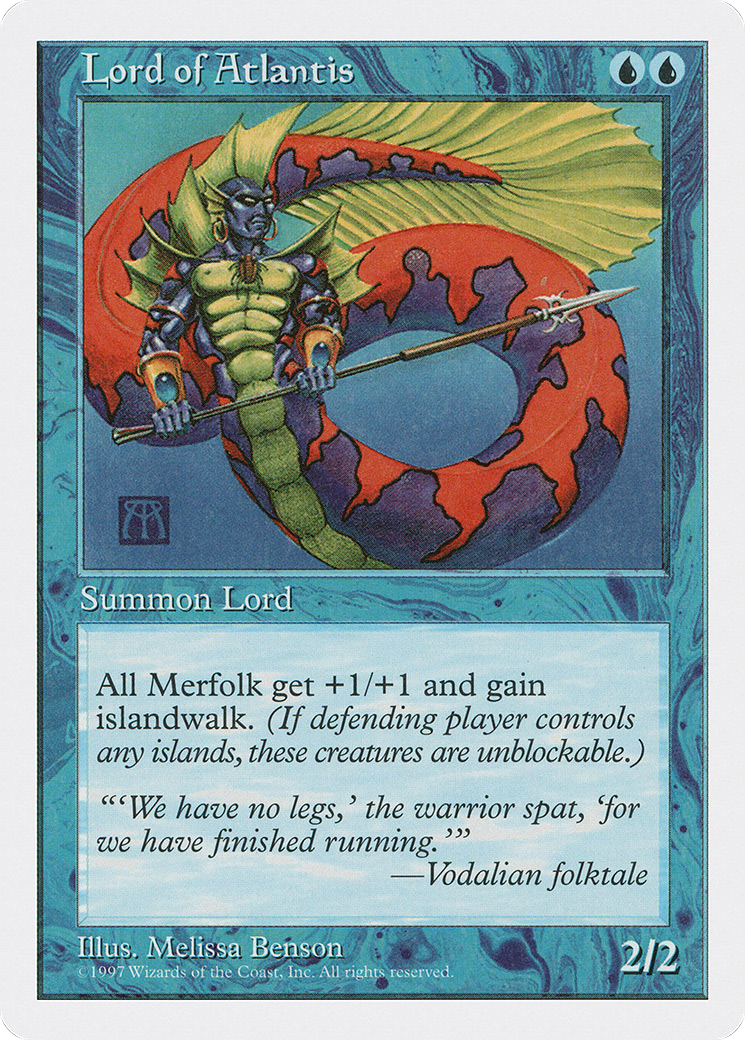 Lord of Atlantis
Summon Lord
All Merfolk get +1/+1 and gain
islandwalk. (If defending player controls
any islands, these creatures are unblockable.)
“‘We have no legs,’ the warrior spat, ‘for
we have finished running.’”
—Vodalian folktale
Illus. Melissa Benson
2/2
©1997 Wizards of the Coast, Inc. All rights reserved.